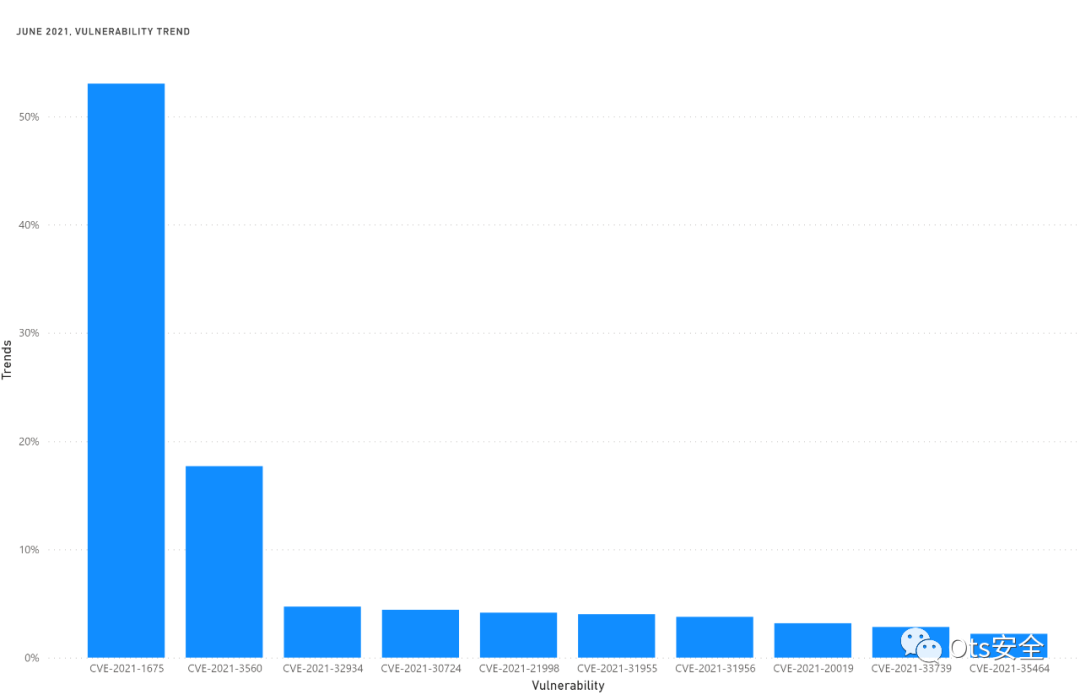 JUNE 2021, VULNERABILITY TREND
50%
40%
30%
20%
10%
0%
Trends
CVE-2021-1675 CVE-2021-3560 CVE-2021-32934 CVE-2021-30724 CVE-2021-21998 CVE-2021-31955 CVE-2021-31956 CVE-2021-20019 CVE-2021-33739 CVE-2021-35464
Vulnerability
Ots安全